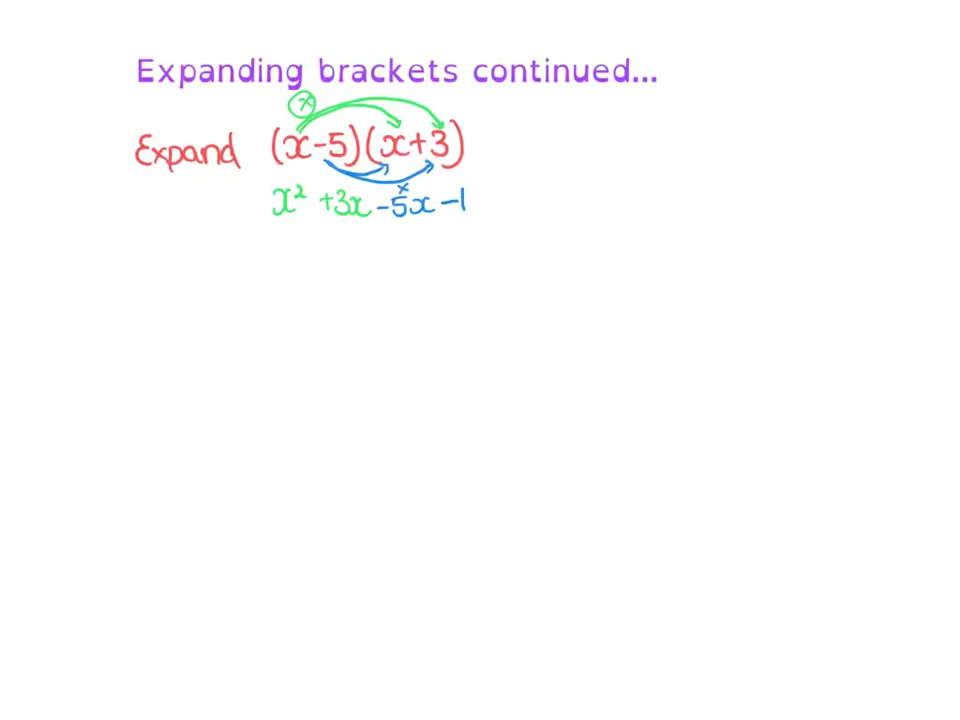 Expanding brackets continued...
Expand (x-5)(x+3)
x² +3x -5x -1